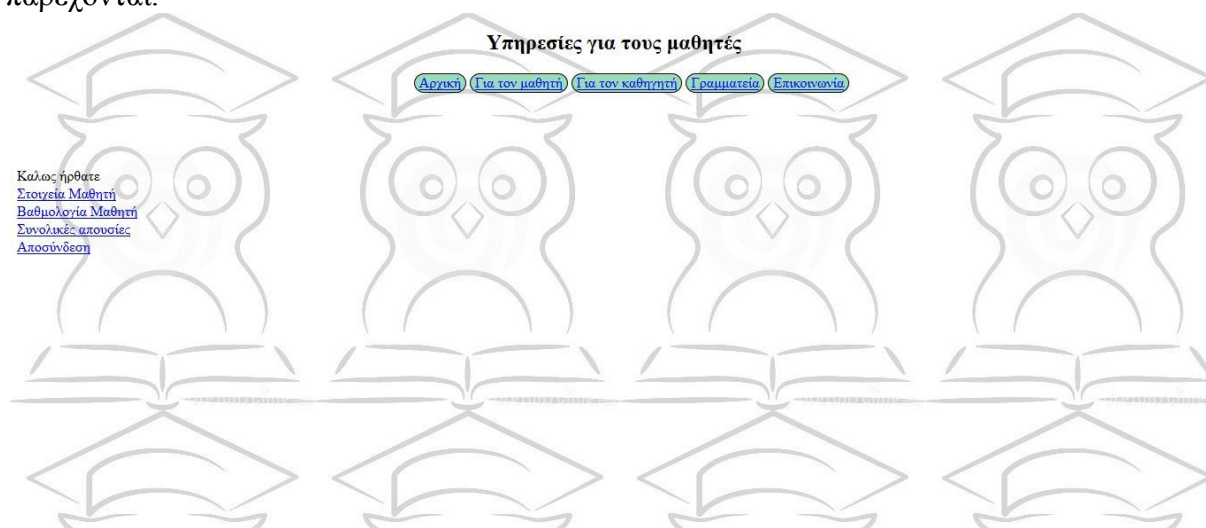 παρέχονται.
Υπηρεσίες για τους μαθητές
Αρχική Για τον μαθητή Για τον καθηγητή Γραμματεία Επικοινωνία
Καλως ήρθατε
Στοιχεία Μαθητή
Βαθμολογία Μαθητή
Συνολικές απουσίες
Αποσύνδεση